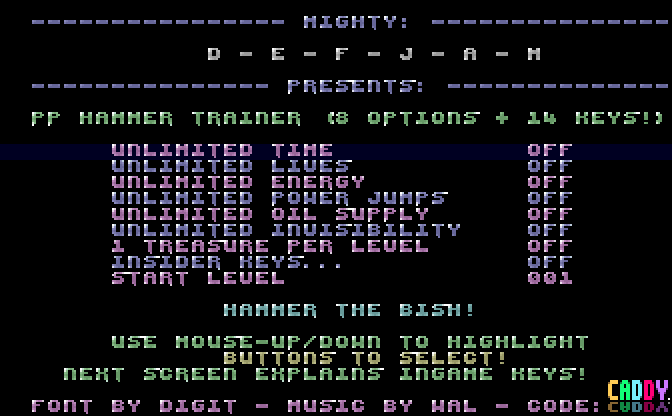 ---------------- MIGHTY: ---------------
D - E - F - J - A - M
---------------- PRESENTS: --------------
PP HAMMER TRAINER (8 OPTIONS + 14 KEYS!)
UNLIMITED TIME OFF
UNLIMITED LIVES OFF
UNLIMITED ENERGY OFF
UNLIMITED POWER JUMPS OFF
UNLIMITED OIL SUPPLY OFF
UNLIMITED INVISIBILITY OFF
1 TREASURE PER LEVEL OFF
INSIDER KEYS... OFF
START LEVEL 001
HAMMER THE BISH!
USE MOUSE-UP/DOWN TO HIGHLIGHT
BUTTONS TO SELECT!
NEXT SCREEN EXPLAINS INGAME KEYS!
FONT BY DIGIT - MUSIC BY WAL - CODE:
CADDY